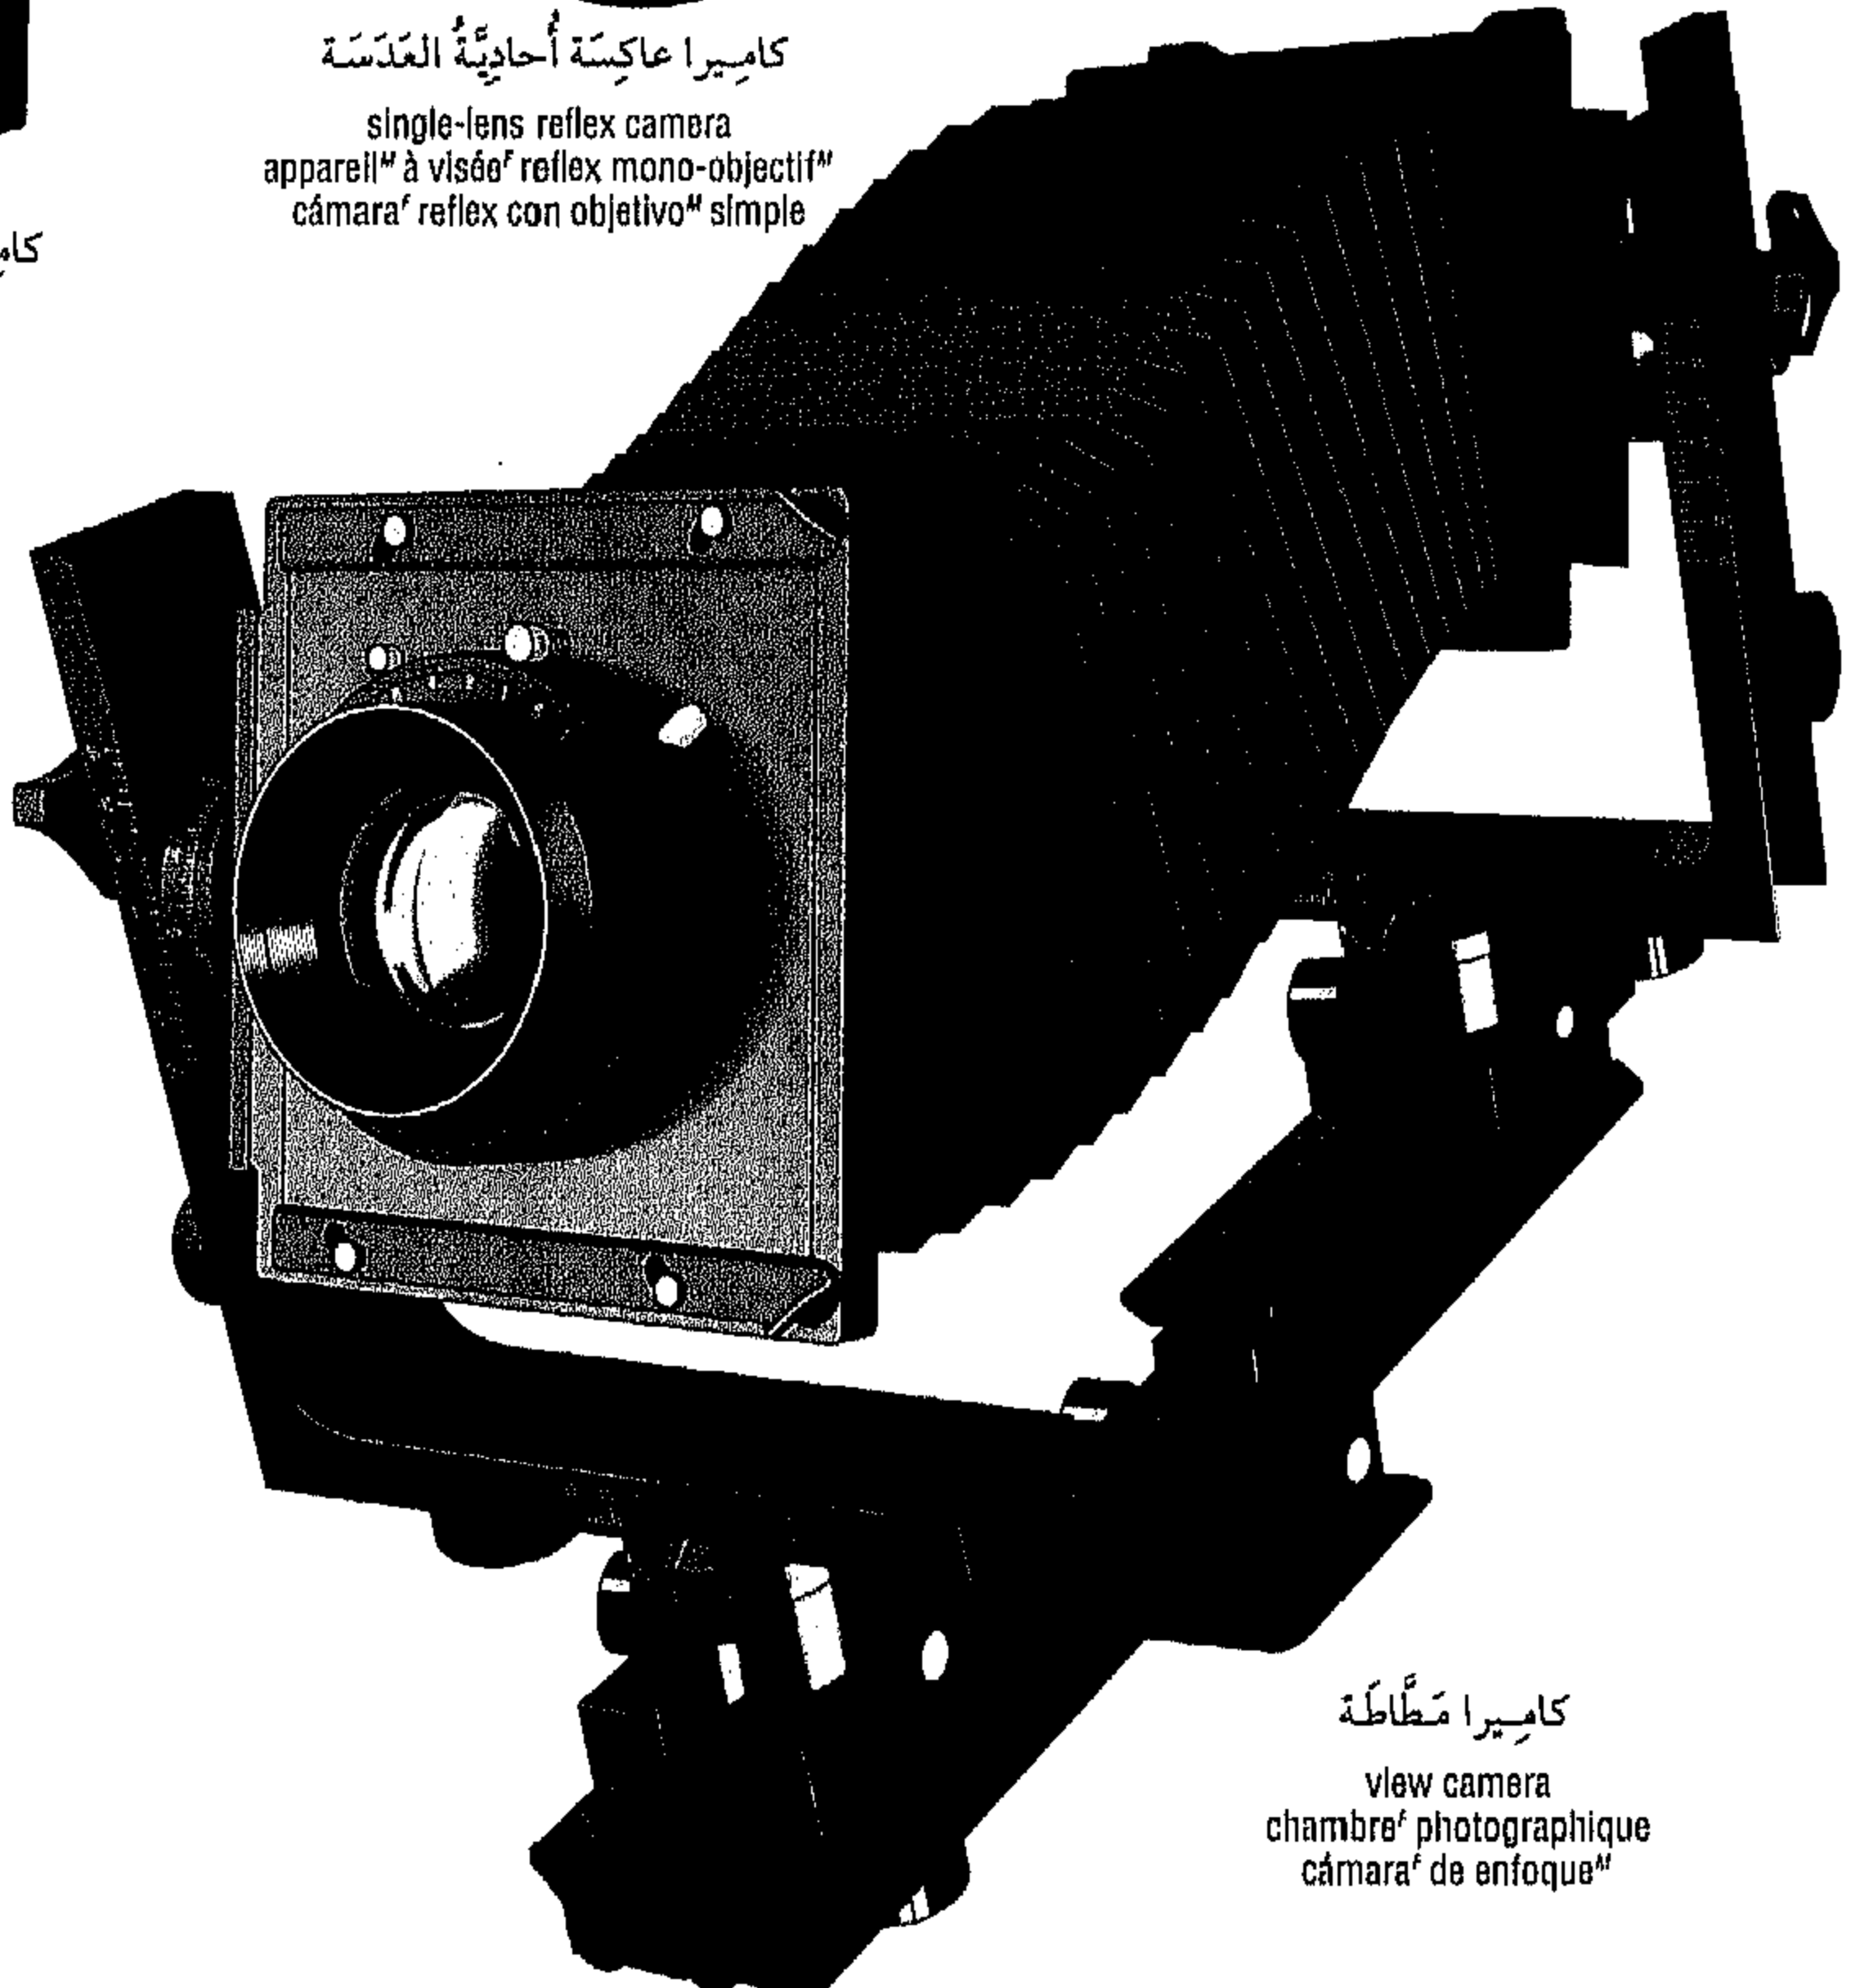 كامِيرا عاكِسَة أُحادِيَّةُ العَدَسَة
single-lens reflex camera
appareilᴹ à viséeꟳ reflex mono-objectifᴹ
cámaraꟳ reflex con objetivoᴹ simple
كامِيرا مَطَّاطَة
view camera
chambreꟳ photographique
cámaraꟳ de enfoqueᴹ